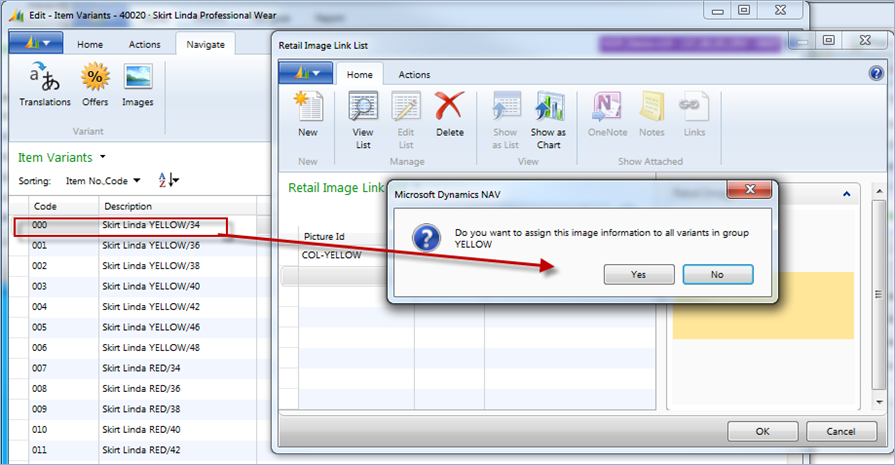 Edit - Item Variants - 40020 · Skirt Linda Professional Wear
Home Actions Navigate
Translations Offers Images
Variant
Item Variants
Sorting: Item No.,Code
Code Description
000 Skirt Linda YELLOW/34
001 Skirt Linda YELLOW/36
002 Skirt Linda YELLOW/38
003 Skirt Linda YELLOW/40
004 Skirt Linda YELLOW/42
005 Skirt Linda YELLOW/46
006 Skirt Linda YELLOW/48
007 Skirt Linda RED/34
008 Skirt Linda RED/36
009 Skirt Linda RED/38
010 Skirt Linda RED/40
011 Skirt Linda RED/42
Retail Image Link List
Home Actions
New
View List
Edit List
Delete
Show as List
Show as Chart
OneNote Notes Links
New Manage View Show Attached
Retail Image Link
Picture Id
COL-YELLOW
Microsoft Dynamics NAV
Do you want to assign this image information to all variants in group
YELLOW
Yes No
OK Cancel